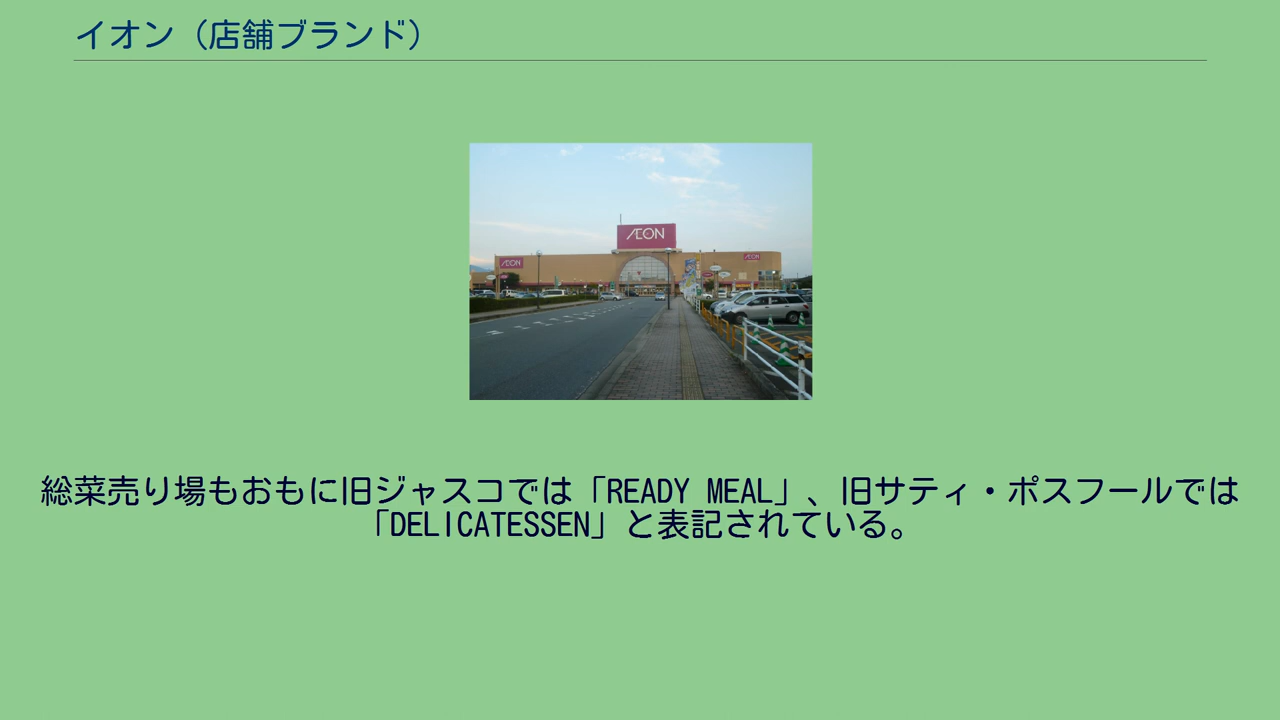 イオン（店舗ブランド）
ÆON
ÆON
ÆON
総菜売り場もおもに旧ジャスコでは「READY MEAL」、旧サティ・ポスフールでは
「DELICATESSEN」と表記されている。